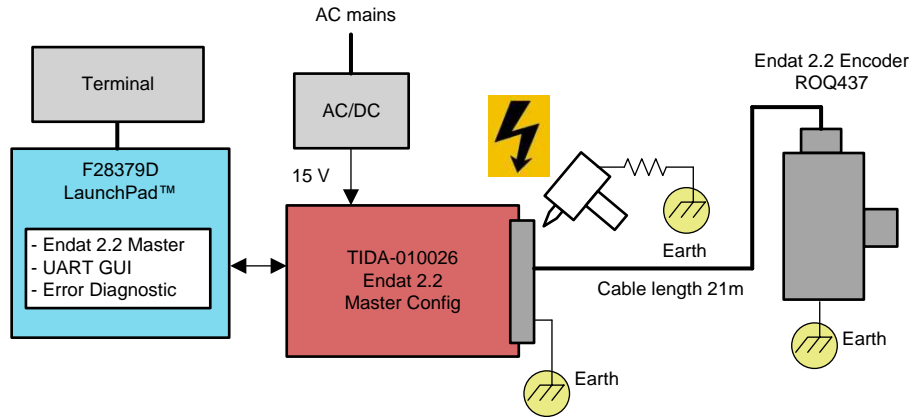 AC mains
Terminal
AC/DC
15 V
F28379D
LaunchPad™
- Endat 2.2 Master
- UART GUI
- Error Diagnostic
TIDA-010026
Endat 2.2
Master Config
Earth
Earth
Cable length 21m
Endat 2.2 Encoder
ROQ437
Earth